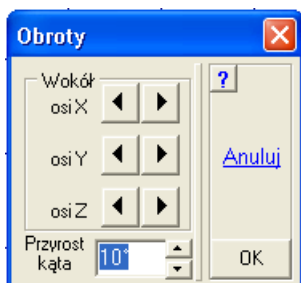 Obroty
Wokół
osi X
?
osi Y
Anuluj
osi Z
Przyrost
kąta
10°
OK